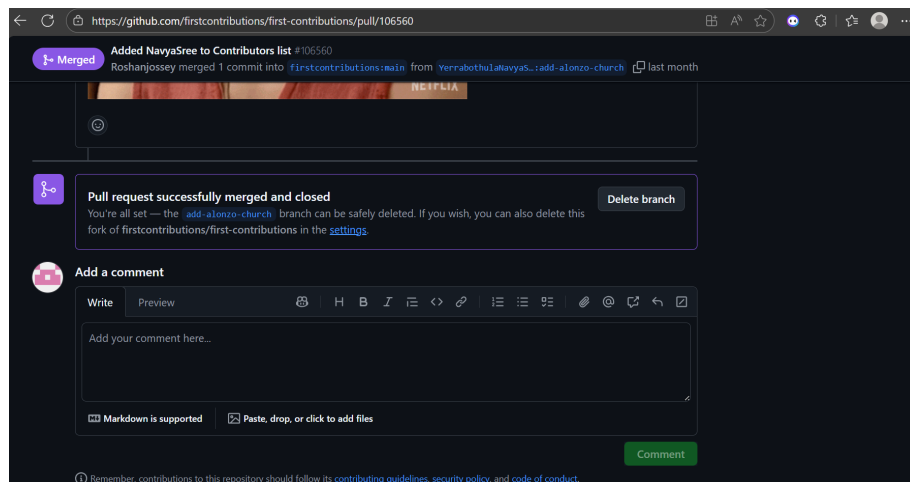 https://github.com/firstcontributions/first-contributions/pull/106560
Merged
Added NavyaSree to Contributors list #106560
Roshanjossey merged 1 commit into firstcontributions:main from YerrabothulaNavyaS…:add-alonzo-church last month
NETFLIX
Pull request successfully merged and closed
You're all set — the add-alonzo-church branch can be safely deleted. If you wish, you can also delete this
fork of firstcontributions/first-contributions in the settings.
Delete branch
Add a comment
Write Preview
Add your comment here...
Markdown is supported
Paste, drop, or click to add files
Comment
Remember, contributions to this repository should follow its contributing guidelines, security policy, and code of conduct.